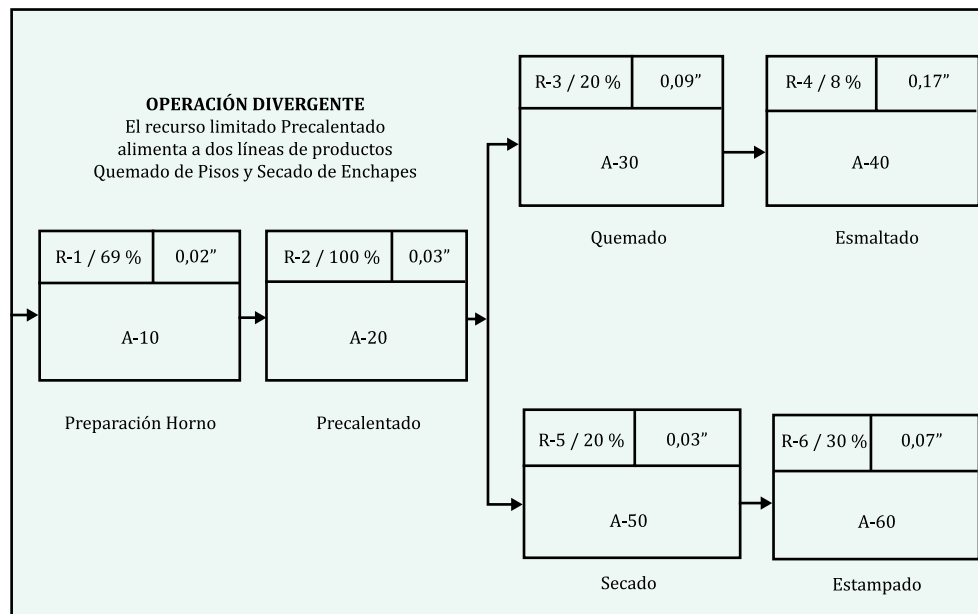 OPERACIÓN DIVERGENTE
El recurso limitado Precalentado
alimenta a dos líneas de productos
Quemado de Pisos y Secado de Enchapes
R-1 / 69 %
0,02”
A-10
Preparación Horno
R-2 / 100 %
0,03”
A-20
Precalentado
R-3 / 20 %
0,09”
A-30
Quemado
R-4 / 8 %
0,17”
A-40
Esmaltado
R-5 / 20 %
0,03”
A-50
Secado
R-6 / 30 %
0,07”
A-60
Estampado